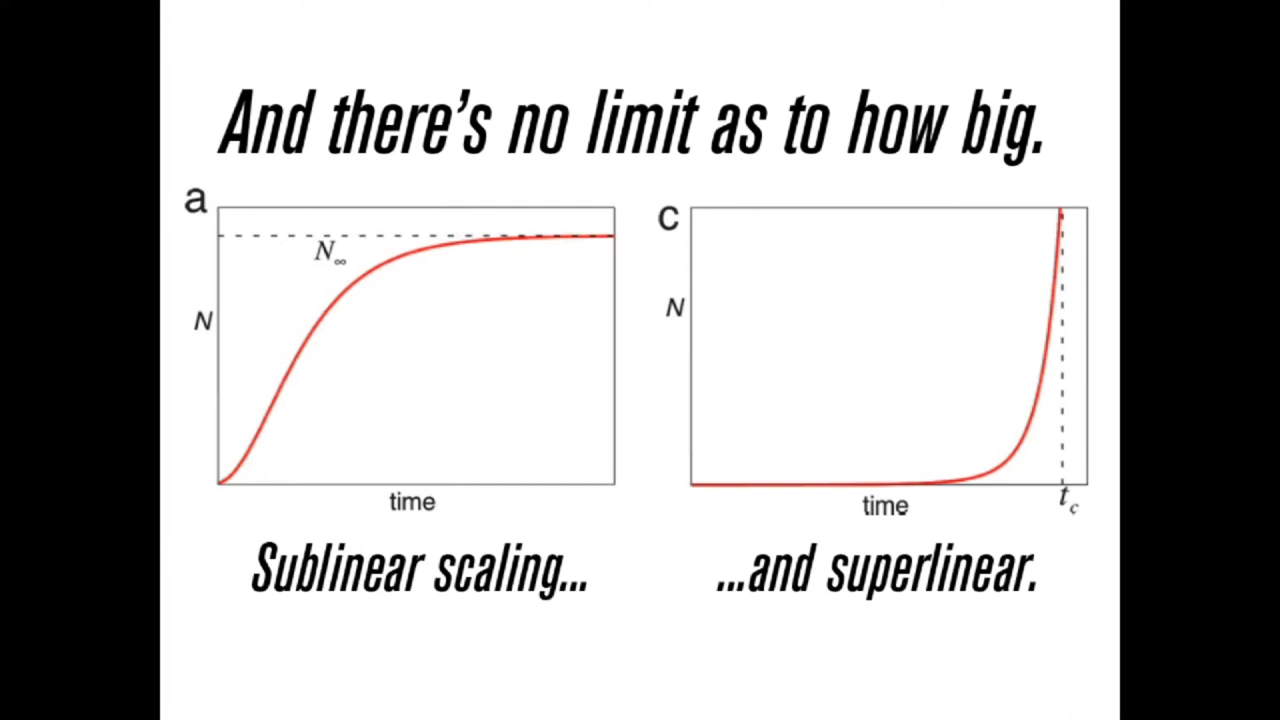 And there's no limit as to how big.
a
N∞
N
time
c
N
time
tc
Sublinear scaling...
...and superlinear.